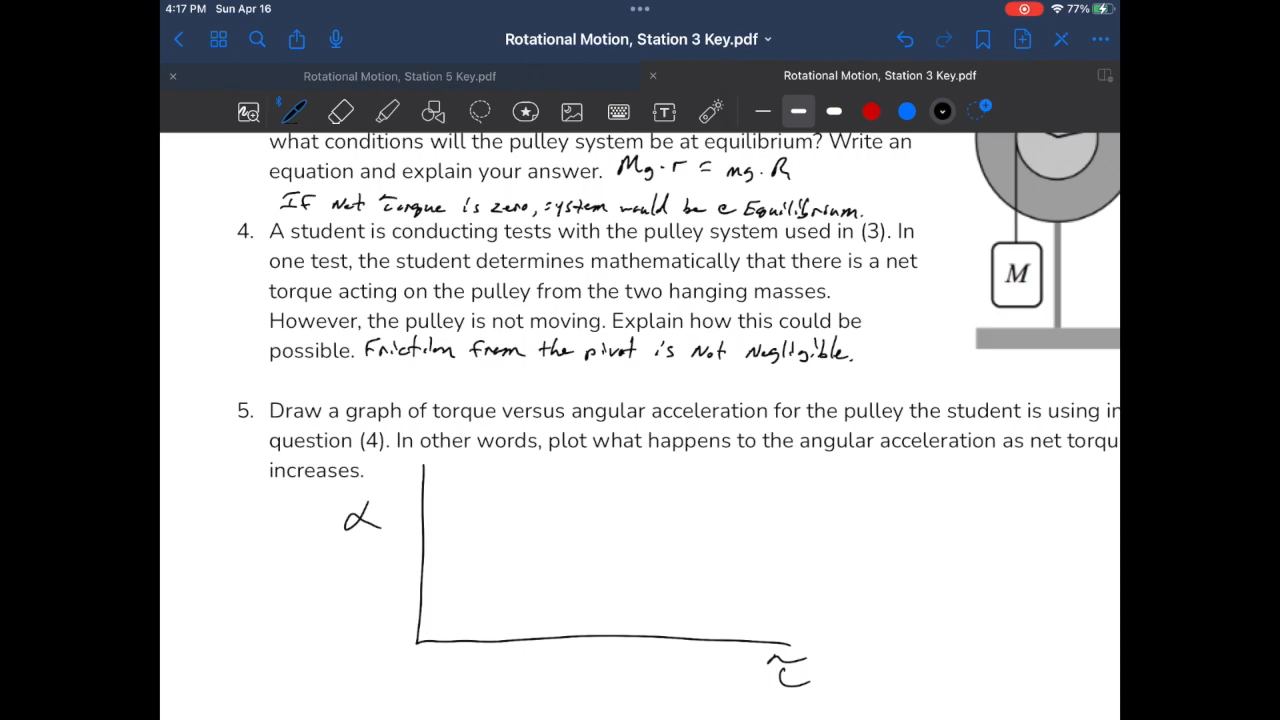 4:17 PM Sun Apr 16
77%
Rotational Motion, Station 3 Key.pdf
Rotational Motion, Station 5 Key.pdf
Rotational Motion, Station 3 Key.pdf
what conditions will the pulley system be at equilibrium? Write an
equation and explain your answer. Mg·r = mg·R
If Net Torque is zero, system would be @ Equilibrium.
4. A student is conducting tests with the pulley system used in (3). In
one test, the student determines mathematically that there is a net
torque acting on the pulley from the two hanging masses.
However, the pulley is not moving. Explain how this could be
possible. Friction from the pivot is Not Negligible.
M
5. Draw a graph of torque versus angular acceleration for the pulley the student is using in
question (4). In other words, plot what happens to the angular acceleration as net torqu
increases.
α
τ